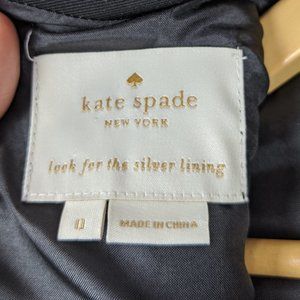 kate spade
NEW YORK
look for the silver lining
0
MADE IN CHINA